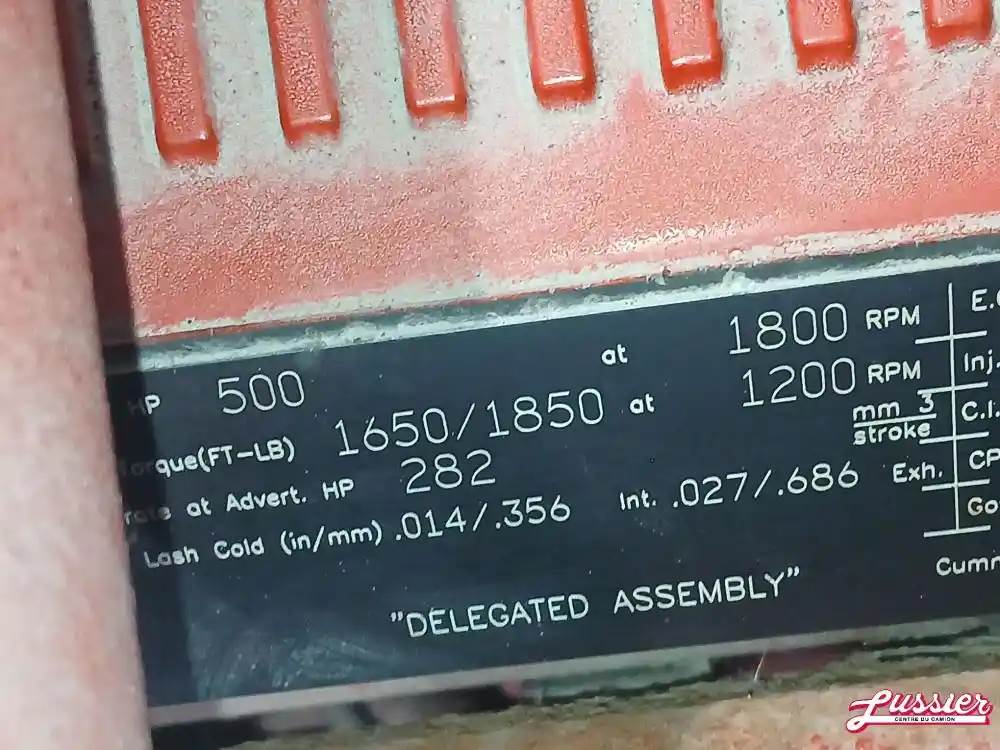 HP 500 at 1800 RPM
Torque(FT-LB) 1650/1850 at 1200 RPM
rate at Advert. HP 282 mm 3
stroke
Lash Cold (in/mm) .014/.356 Int. .027/.686 Exh.
"DELEGATED ASSEMBLY"
E.
Inj.
C.I.
CP
Go
Cumm
Lussier
CENTRE DU CAMION